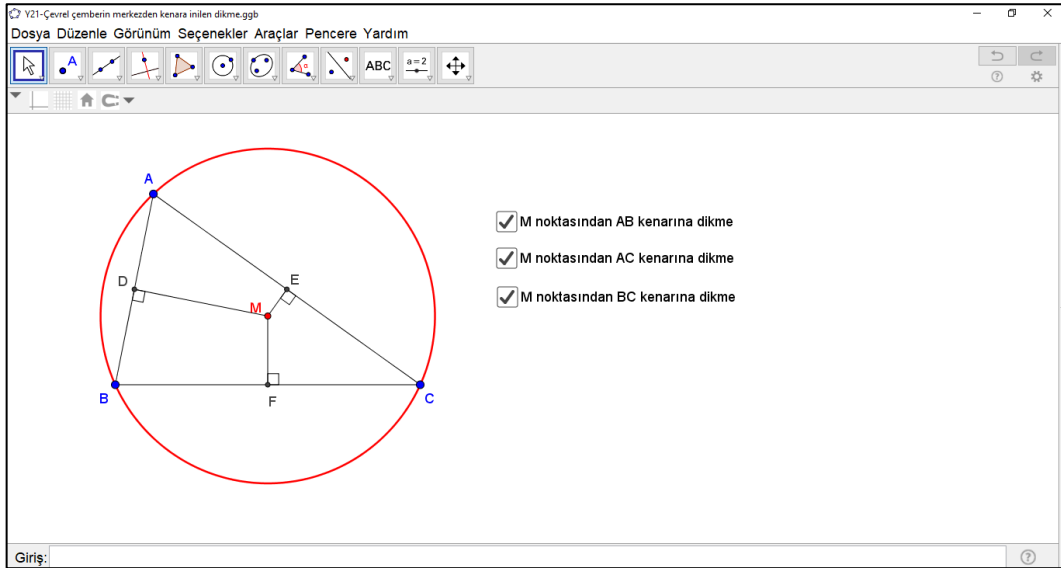 Y21-Çevrel çemberin merkezden kenara inilen dikme.ggb
Dosya Düzenle Görünüm Seçenekler Araçlar Pencere Yardım
A ABC a=2
A
M noktasından AB kenarına dikme
M noktasından AC kenarına dikme
D E
M noktasından BC kenarına dikme
M
B F C
Giriş: